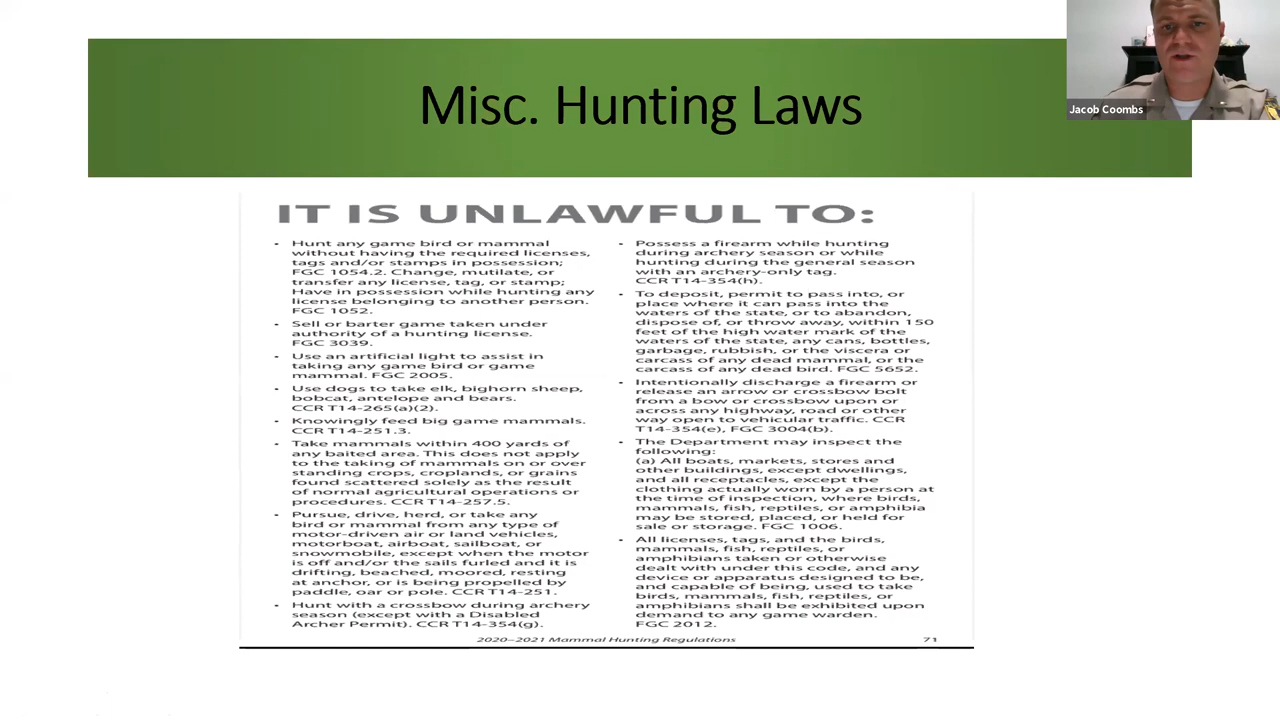 Misc. Hunting Laws
Jacob Coombs
IT IS UNLAWFUL TO:
- Hunt any game bird or mammal
without having the required licenses,
tags and/or stamps in possession;
FGC 1054.2. Change, mutilate, or
transfer any license, tag, or stamp;
Have in possession while hunting any
license belonging to another person.
FGC 1052.
- Sell or barter game taken under
authority of a hunting license.
FGC 3039.
- Use an artificial light to assist in
taking any game bird or game
mammal. FGC 2005.
- Use dogs to take elk, bighorn sheep,
bobcat, antelope and bears.
CCR T14-265(a)(2).
- Knowingly feed big game mammals.
CCR T14-251.3.
- Take mammals within 400 yards of
any baited area. This does not apply
to the taking of mammals on or over
standing crops, croplands, or grains
found scattered solely as the result
of normal agricultural operations or
procedures. CCR T14-257.5.
- Pursue, drive, herd, or take any
bird or mammal from any type of
motor-driven air or land vehicles,
motorboat, airboat, sailboat, or
snowmobile, except when the motor
is off and/or the sails furled and it is
drifting, beached, moored, resting
at anchor, or is being propelled by
paddle, oar or pole. CCR T14-251.
- Hunt with a crossbow during archery
season (except with a Disabled
Archer Permit). CCR T14-354(g).
- Possess a firearm while hunting
during archery season or while
hunting during the general season
with an archery-only tag.
CCR T14-354(h).
- To deposit, permit to pass into, or
place where it can pass into the
waters of the state, or to abandon,
dispose of, or throw away, within 150
feet of the high water mark of the
waters of the state, any cans, bottles,
garbage, rubbish, or the viscera or
carcass of any dead mammal, or the
carcass of any dead bird. FGC 5652.
- Intentionally discharge a firearm or
release an arrow or crossbow bolt
from a bow or crossbow upon or
across any highway, road or other
way open to vehicular traffic. CCR
T14-354(e), FGC 3004(b).
- The Department may inspect the
following:
(a) All boats, markets, stores and
other buildings, except dwellings,
and all receptacles, except the
clothing actually worn by a person at
the time of inspection, where birds,
mammals, fish, reptiles, or amphibia
may be stored, placed, or held for
sale or storage. FGC 1006.
- All licenses, tags, and the birds,
mammals, fish, reptiles, or
amphibians taken or otherwise
dealt with under this code, and any
device or apparatus designed to be,
and capable of being, used to take
birds, mammals, fish, reptiles, or
amphibians shall be exhibited upon
demand to any game warden.
FGC 2012.
2020–2021 Mammal Hunting Regulations 71